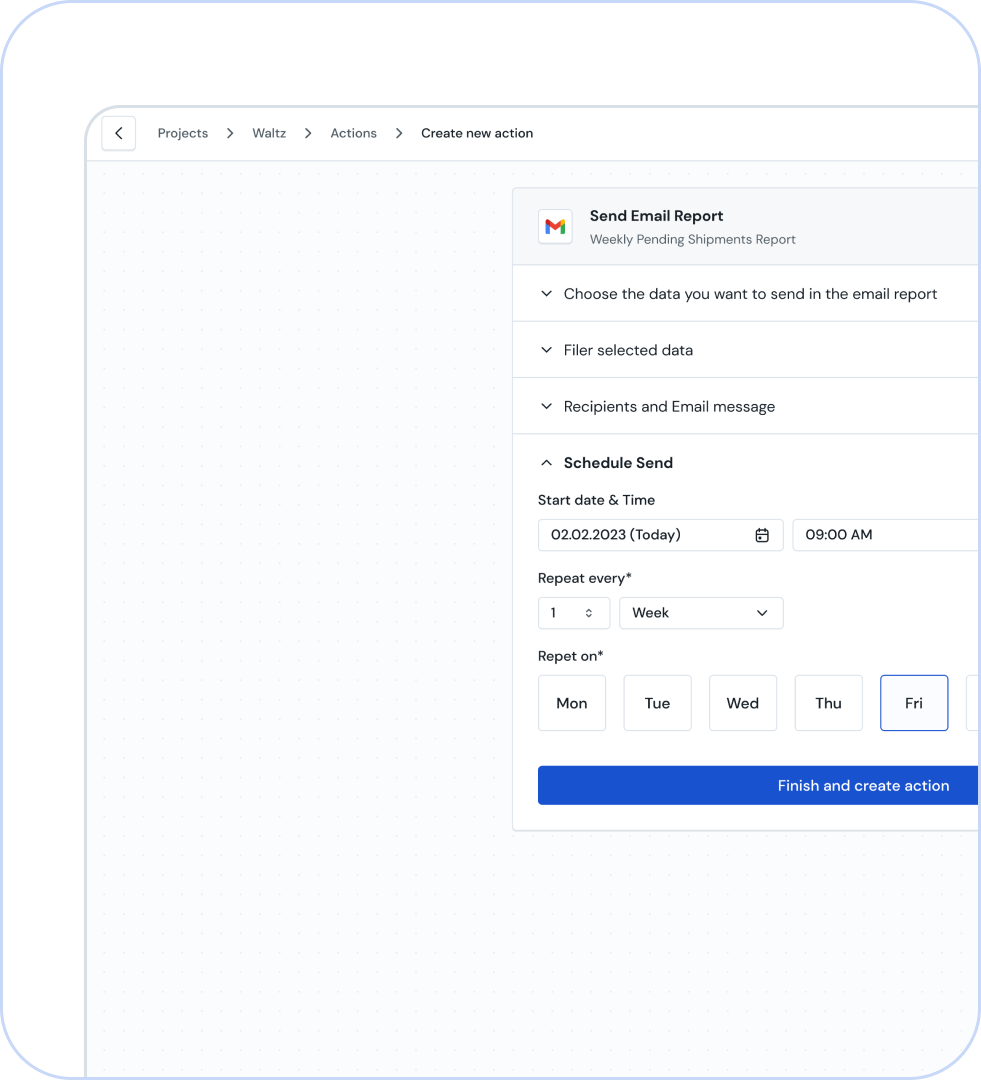 Projects > Waltz > Actions > Create new action
Send Email Report
Weekly Pending Shipments Report
Choose the data you want to send in the email report
Filer selected data
Recipients and Email message
Schedule Send
Start date & Time
02.02.2023 (Today) 09:00 AM
Repeat every*
1 Week
Repet on*
Mon Tue Wed Thu Fri
Finish and create action